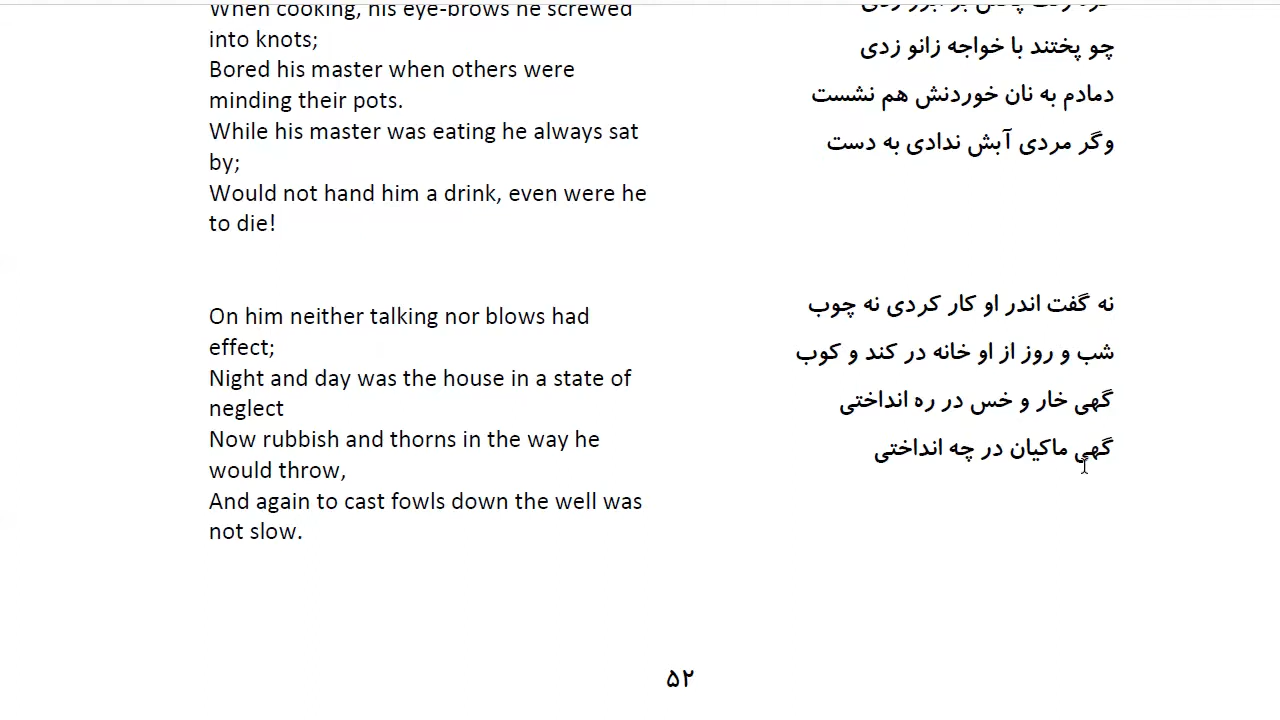 When cooking, his eye-brows he screwed
into knots;
Bored his master when others were
minding their pots.
While his master was eating he always sat
by;
Would not hand him a drink, even were he
to die!
چو پختند با خواجه زانو زدی
دمادم به نان خوردنش هم نشست
وگر مردی آبش ندادی به دست
On him neither talking nor blows had
effect;
Night and day was the house in a state of
neglect
Now rubbish and thorns in the way he
would throw,
And again to cast fowls down the well was
not slow.
نه گفت اندر او کار کردی نه چوب
شب و روز از او خانه در کند و کوب
گهی خار و خس در ره انداختی
گهی ماکیان در چه انداختی
۵۲